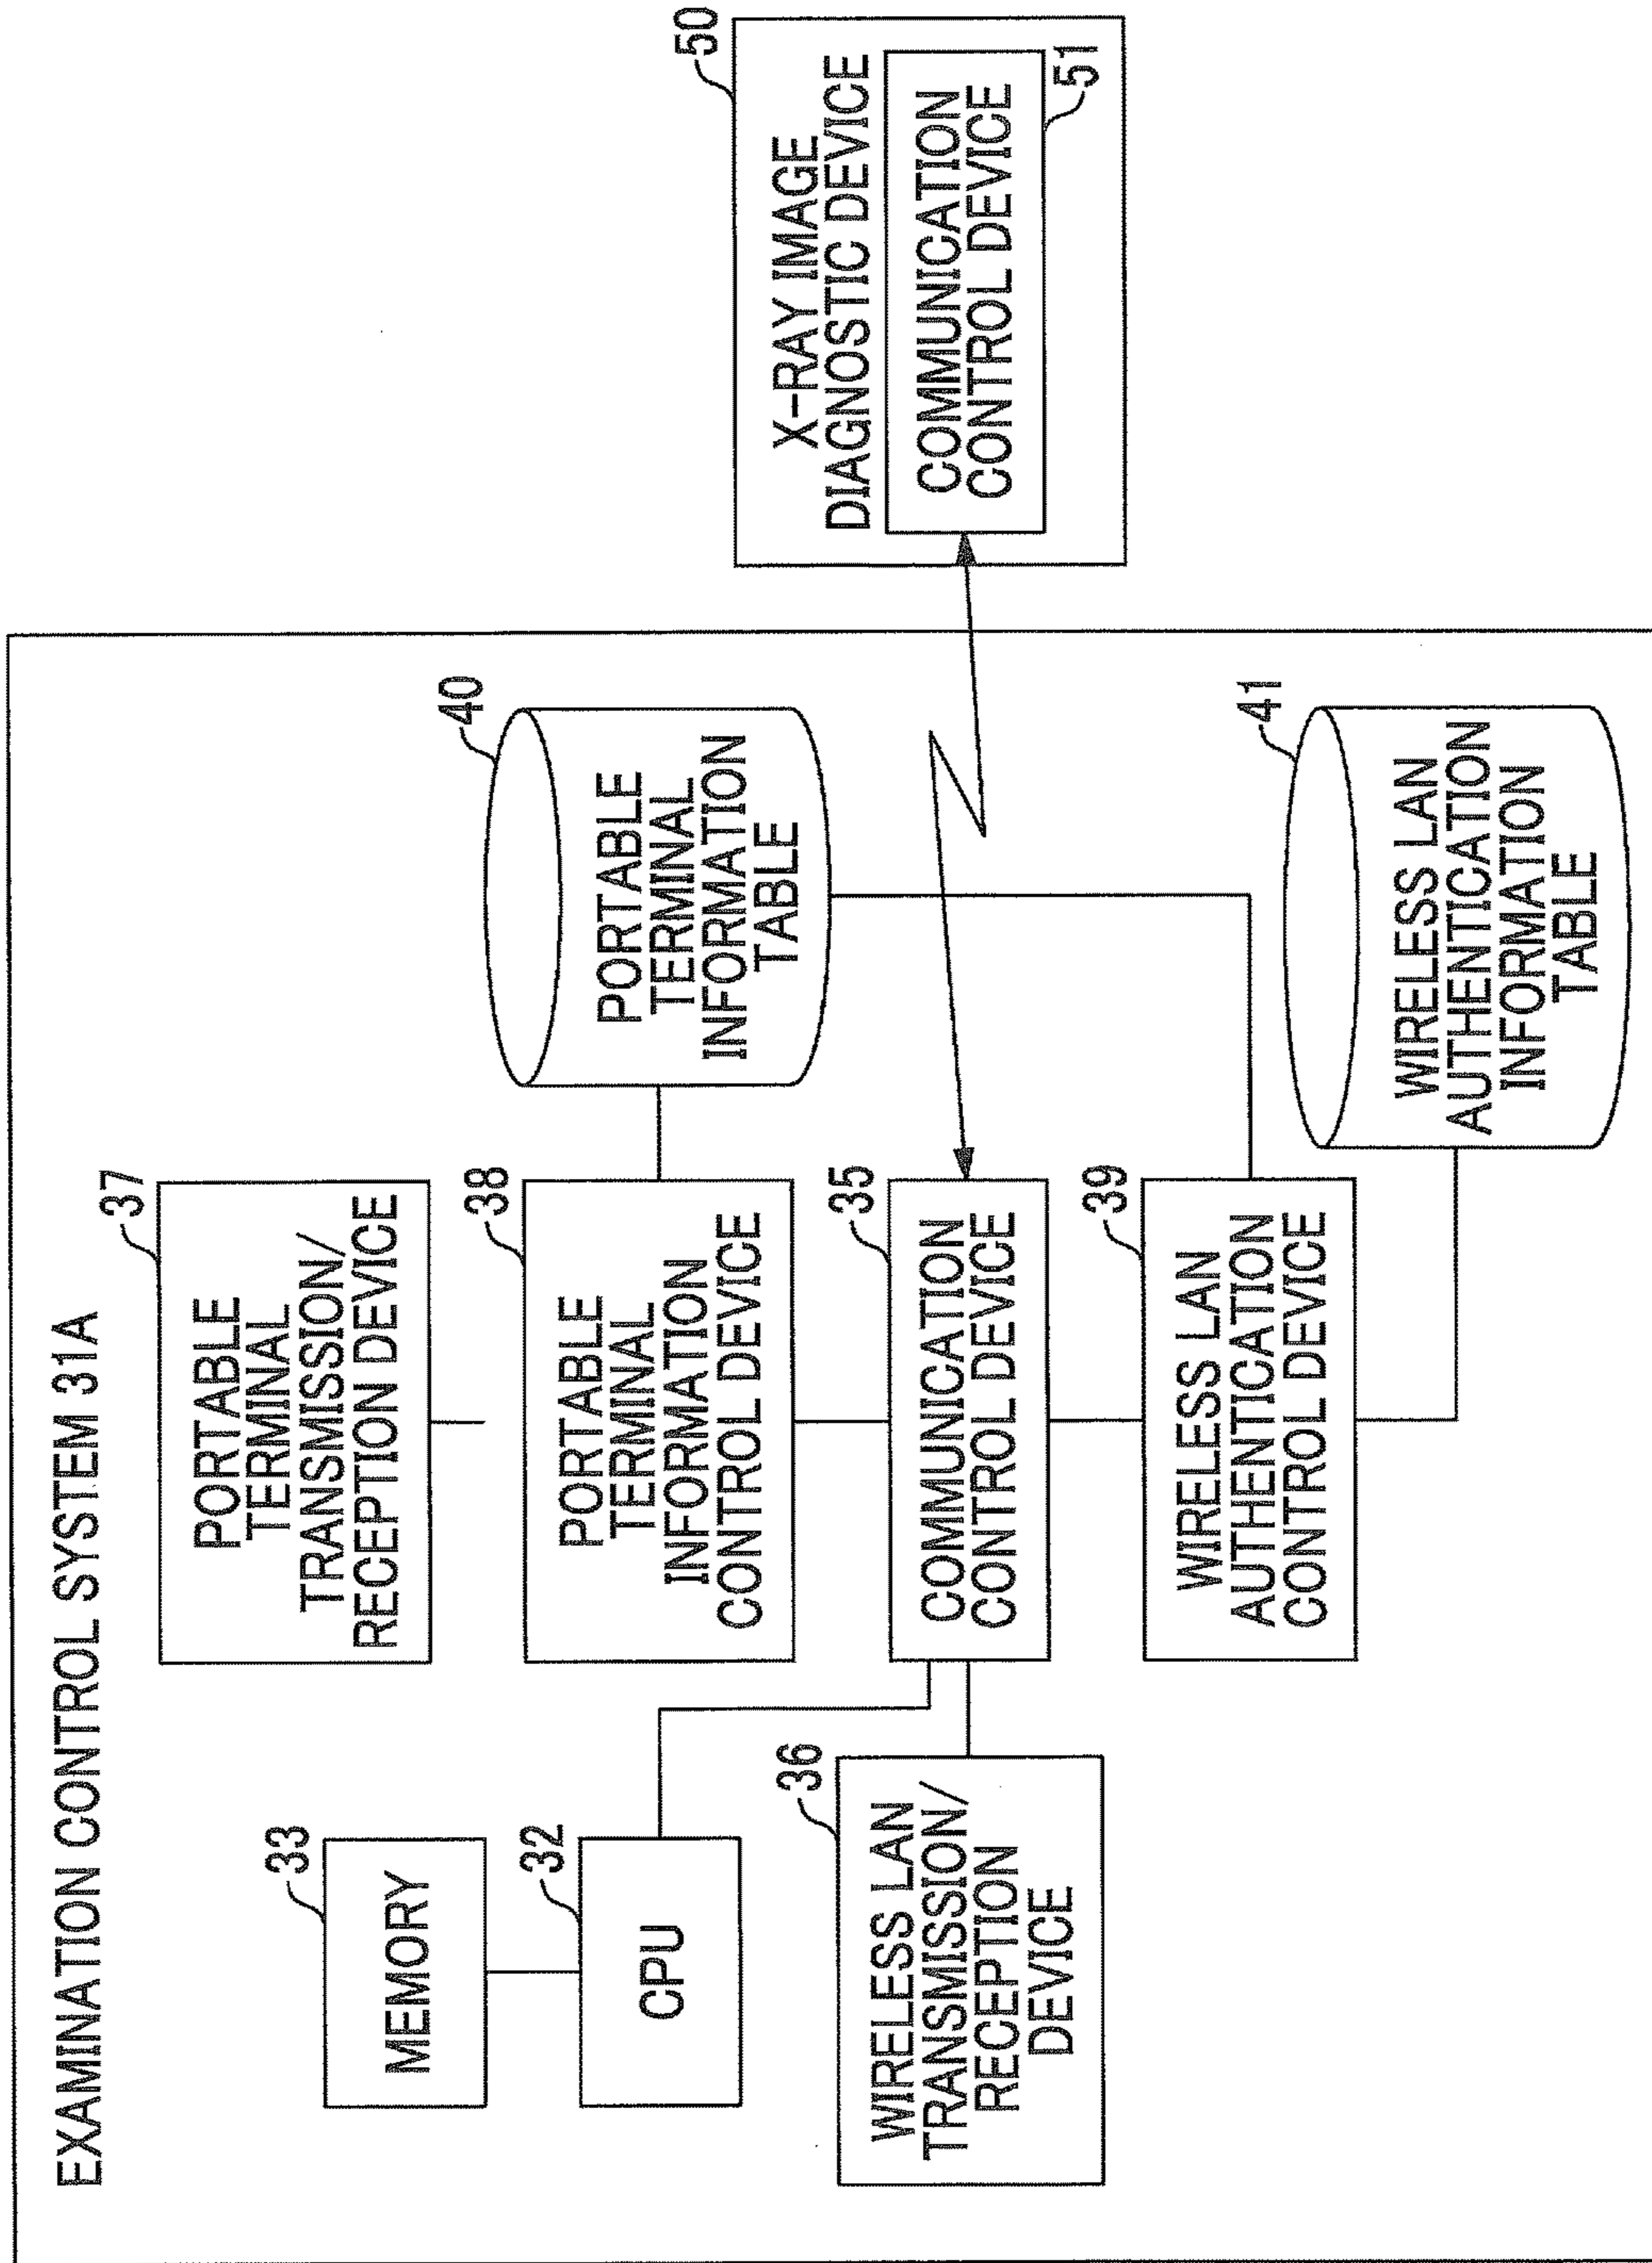 EXAMINATION CONTROL SYSTEM 31A
33
MEMORY
32
CPU
36
WIRELESS LAN
TRANSMISSION/
RECEPTION
DEVICE
37
PORTABLE
TERMINAL
TRANSMISSION/
RECEPTION DEVICE
38
PORTABLE
TERMINAL
INFORMATION
CONTROL DEVICE
35
COMMUNICATION
CONTROL DEVICE
39
WIRELESS LAN
AUTHENTICATION
CONTROL DEVICE
40
PORTABLE
TERMINAL
INFORMATION
TABLE
41
WIRELESS LAN
AUTHENTICATION
INFORMATION
TABLE
50
X-RAY IMAGE
DIAGNOSTIC DEVICE
COMMUNICATION
CONTROL DEVICE
51